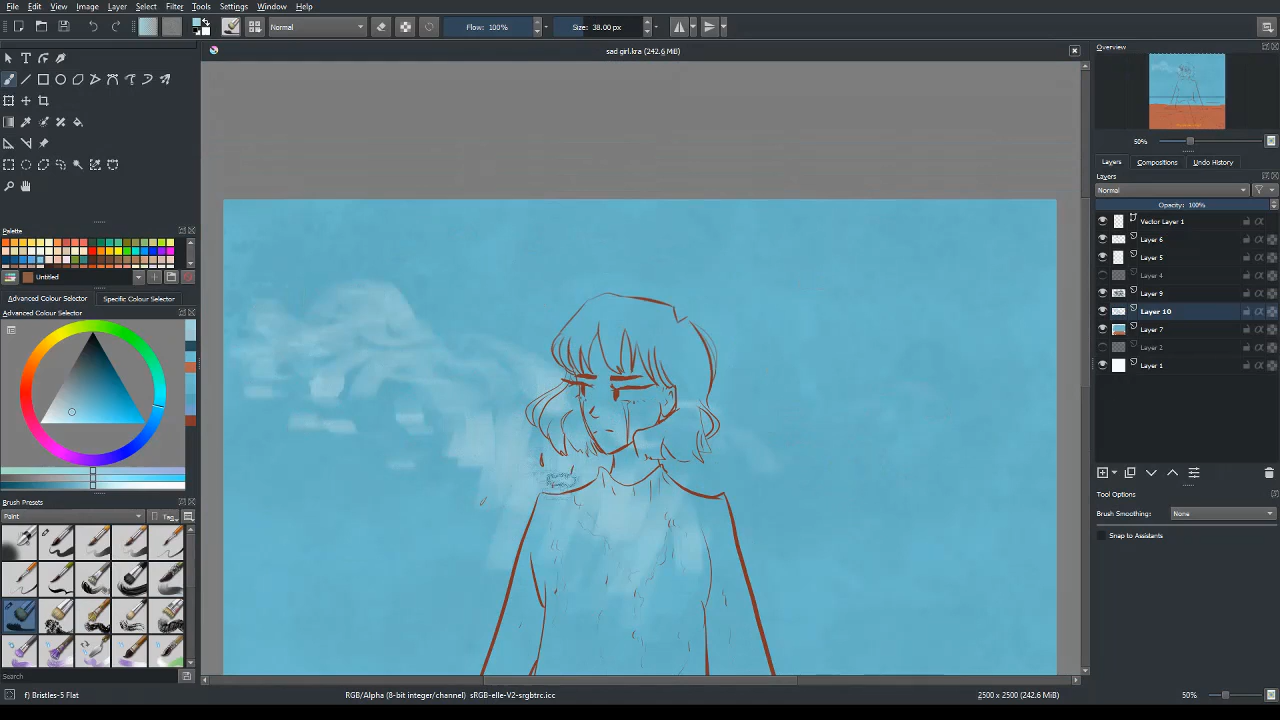 File Edit View Image Layer Select Filter Tools Settings Window Help
Normal Flow: 100% Size: 38.00 px
sad girl.kra (242.6 MiB)
Overview
50%
Layers Compositions Undo History
Layers
Normal
Opacity: 100%
Vector Layer 1
Layer 6
Layer 5
Layer 4
Layer 9
Layer 10
Layer 7
Layer 2
Layer 1
Tool Options
Brush Smoothing: None
Snap to Assistants
Palette
Untitled
Advanced Colour Selector Specific Colour Selector
Advanced Colour Selector
Brush Presets
Paint Tag
Search
f) Bristles-5 Flat
RGB/Alpha (8-bit integer/channel) sRGB-elle-V2-srgbtrc.icc
2500 x 2500 (242.6 MiB)
50%